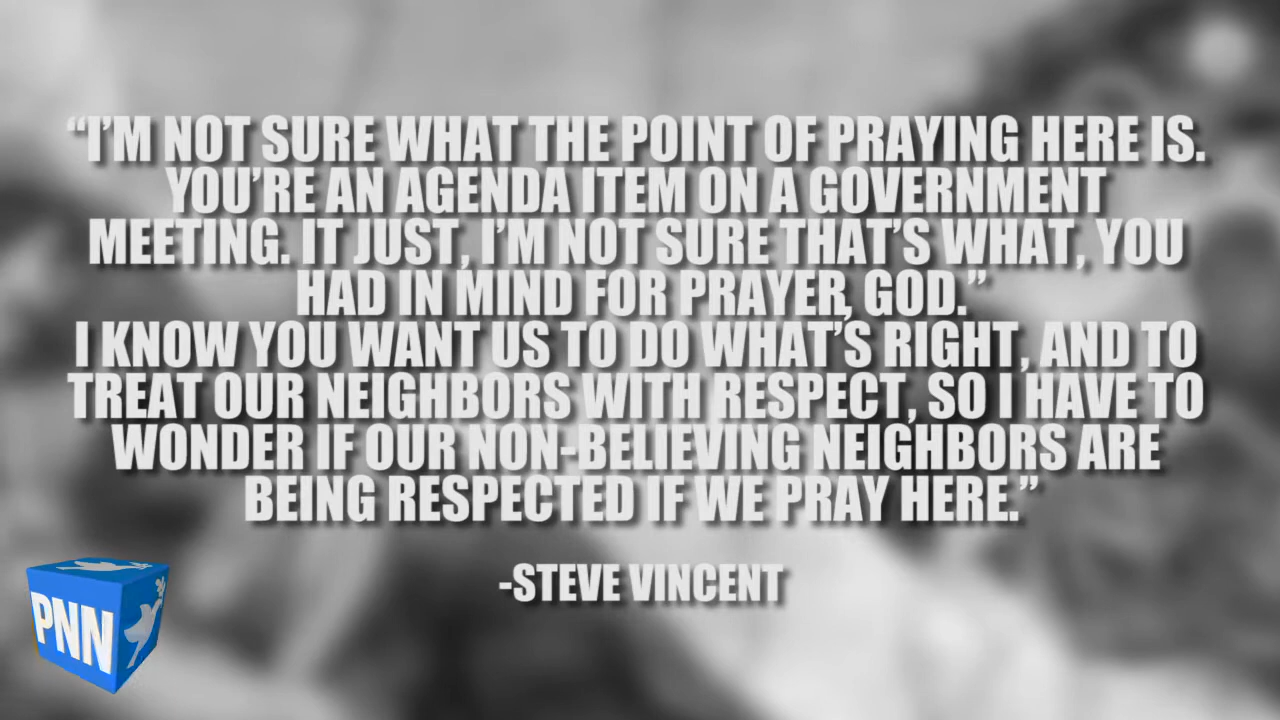 “I’M NOT SURE WHAT THE POINT OF PRAYING HERE IS.
YOU’RE AN AGENDA ITEM ON A GOVERNMENT
MEETING. IT JUST, I’M NOT SURE THAT’S WHAT, YOU
HAD IN MIND FOR PRAYER, GOD.”
I KNOW YOU WANT US TO DO WHAT’S RIGHT, AND TO
TREAT OUR NEIGHBORS WITH RESPECT, SO I HAVE TO
WONDER IF OUR NON-BELIEVING NEIGHBORS ARE
BEING RESPECTED IF WE PRAY HERE.”
-STEVE VINCENT
PNN